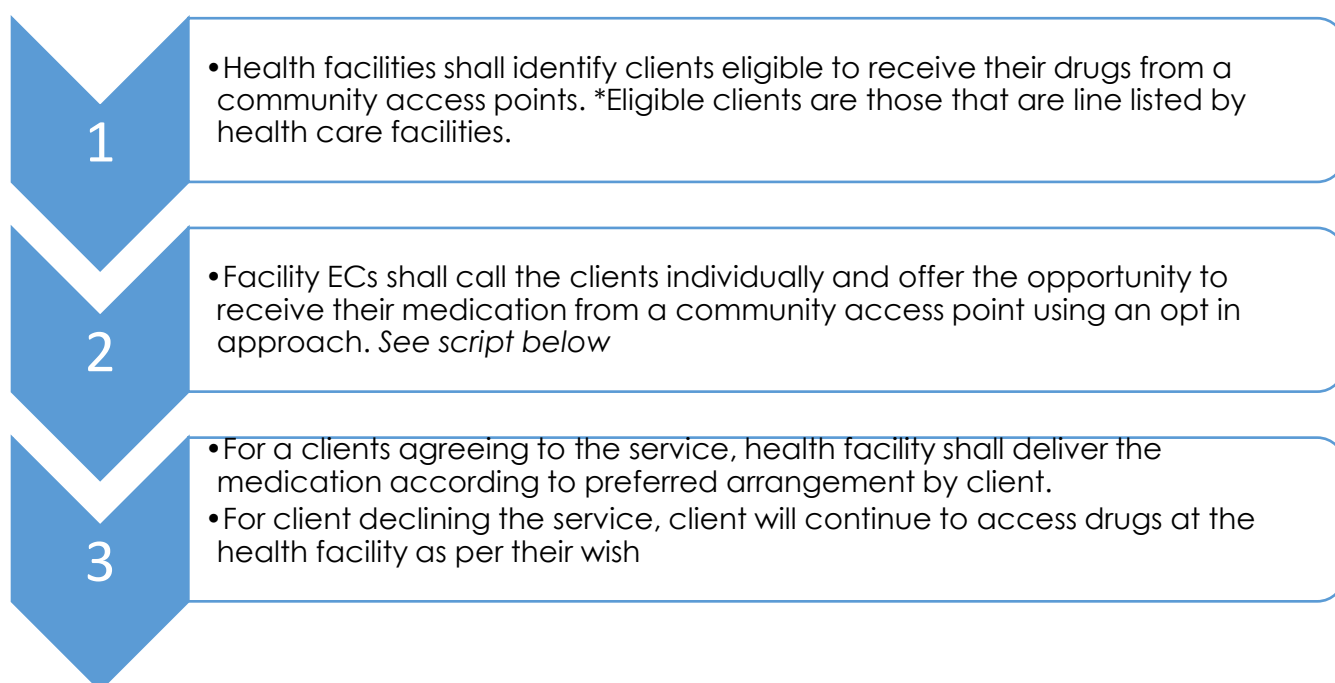 1
•Health facilities shall identify clients eligible to receive their drugs from a
community access points. *Eligible clients are those that are line listed by
health care facilities.
2
•Facility ECs shall call the clients individually and offer the opportunity to
receive their medication from a community access point using an opt in
approach. See script below
3
•For a clients agreeing to the service, health facility shall deliver the
medication according to preferred arrangement by client.
•For client declining the service, client will continue to access drugs at the
health facility as per their wish